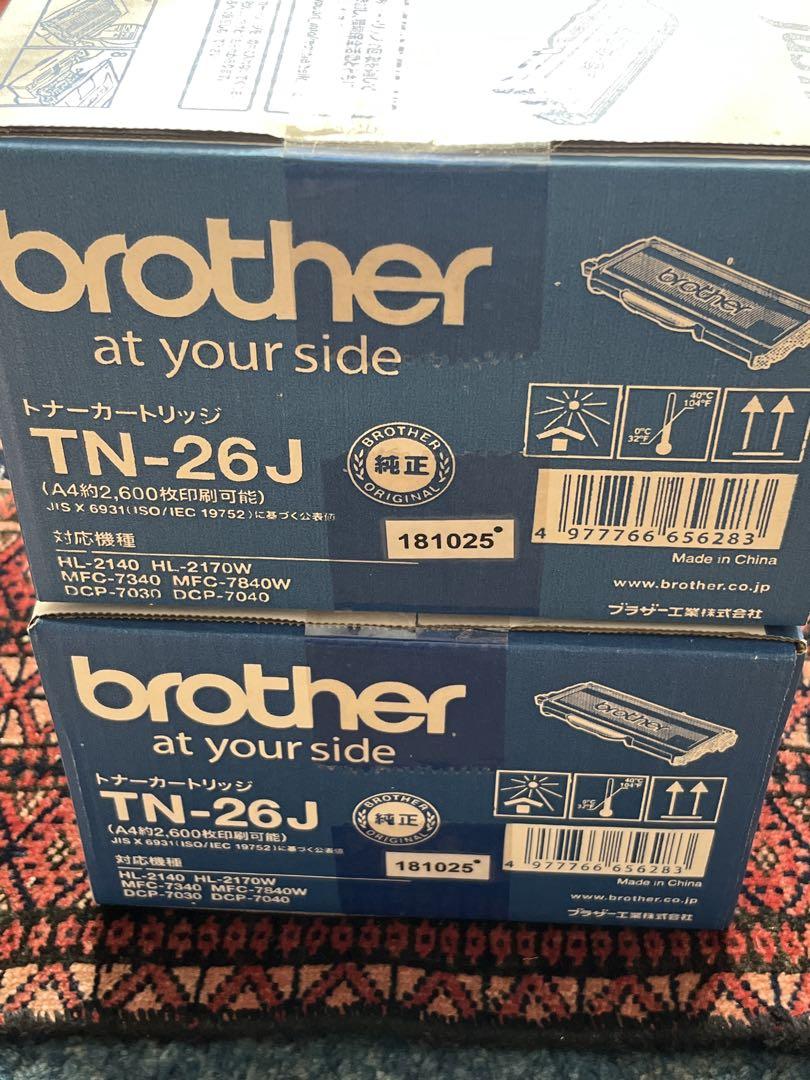 8
brother
at your side
brother
トナーカートリッジ
TN-26J
(A4約2,600枚印刷可能)
JIS X 6931(ISO/IEC 19752)に基づく公表値
BROTHER
純正
ORIGINAL
40℃
104°F
0℃
32°F
181025
4 977766 656283
対応機種
HL-2140 HL-2170W
MFC-7340 MFC-7840W
DCP-7030 DCP-7040
Made in China
www.brother.co.jp
ブラザー工業株式会社
brother
at your side
brother
トナーカートリッジ
TN-26J
(A4約2,600枚印刷可能)
JIS X 6931(ISO/IEC 19752)に基づく公表値
BROTHER
純正
ORIGINAL
40℃
104°F
0℃
32°F
181025
4 977766 656283
対応機種
HL-2140 HL-2170W
MFC-7340 MFC-7840W
DCP-7030 DCP-7040
Made in China
www.brother.co.jp
ブラザー工業株式会社